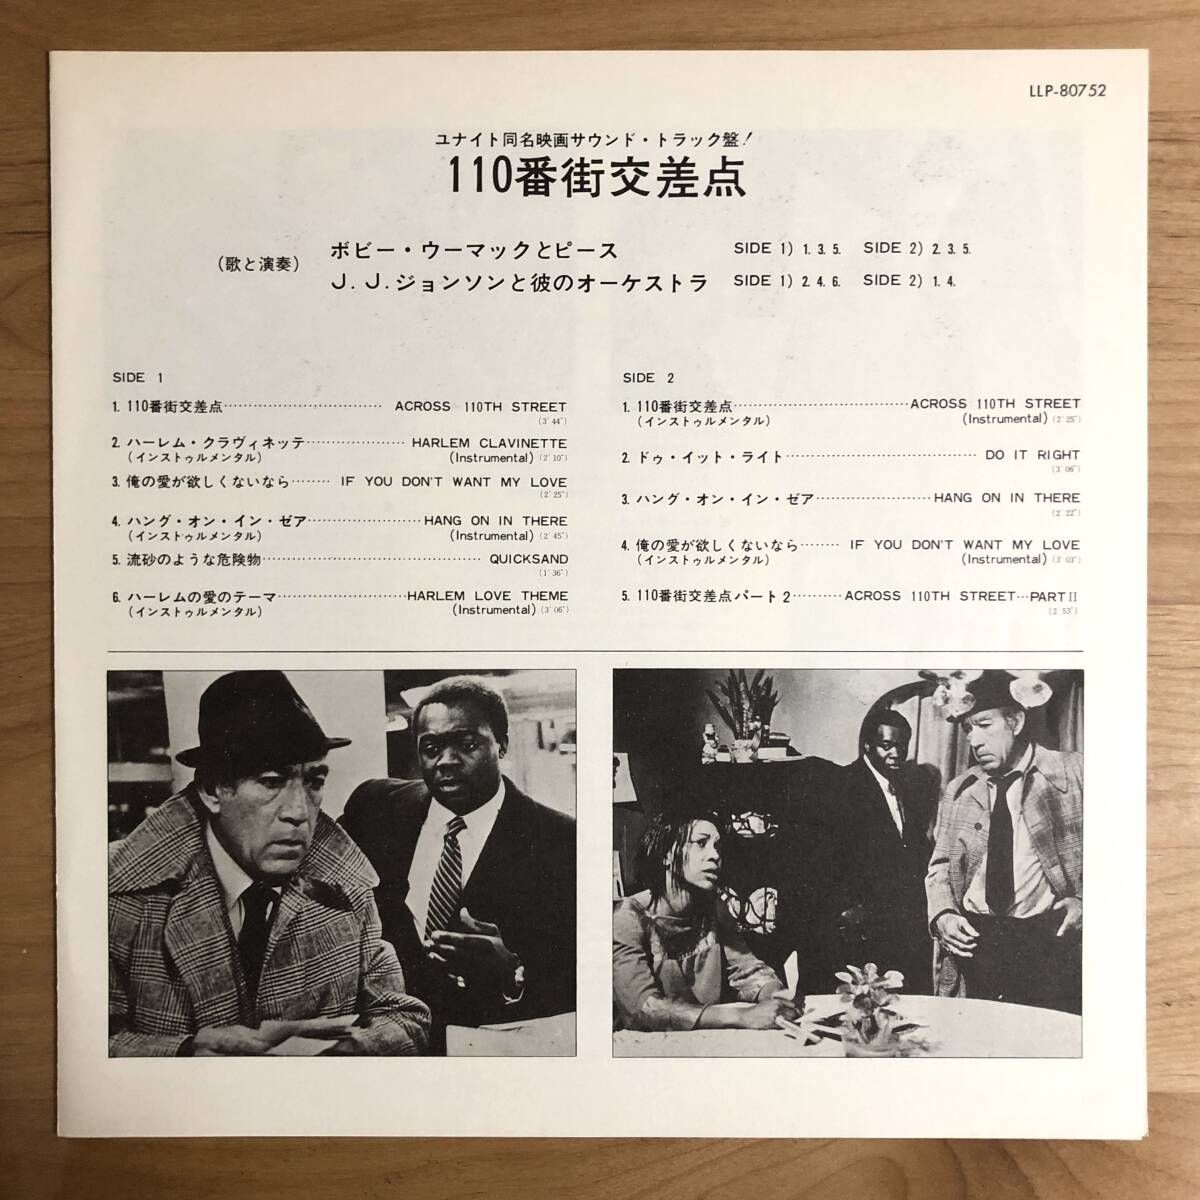 LLP-80752
ユナイト同名映画サウンド・トラック盤!
110番街交差点
(歌と演奏)
ボビー・ウーマックとピース SIDE 1) 1. 3. 5. SIDE 2) 2. 3. 5.
J. J. ジョンソンと彼のオーケストラ SIDE 1) 2. 4. 6. SIDE 2) 1. 4.
SIDE 1
1. 110番街交差点 ACROSS 110TH STREET
(3'44")
2. ハーレム・クラヴィネッテ HARLEM CLAVINETTE
(インストゥルメンタル) (Instrumental) (2'10")
3. 俺の愛が欲しくないなら IF YOU DON'T WANT MY LOVE
(2'25")
4. ハング・オン・イン・ゼア HANG ON IN THERE
(インストゥルメンタル) (Instrumental) (2'45")
5. 流砂のような危険物 QUICKSAND
(1'36")
6. ハーレムの愛のテーマ HARLEM LOVE THEME
(インストゥルメンタル) (Instrumental) (3'06")
SIDE 2
1. 110番街交差点 ACROSS 110TH STREET
(インストゥルメンタル) (Instrumental) (2'25")
2. ドゥ・イット・ライト DO IT RIGHT
(3'06")
3. ハング・オン・イン・ゼア HANG ON IN THERE
(2'22")
4. 俺の愛が欲しくないなら IF YOU DON'T WANT MY LOVE
(インストゥルメンタル) (Instrumental) (3'03")
5. 110番街交差点パート2 ACROSS 110TH STREET…PART II
(2'53")